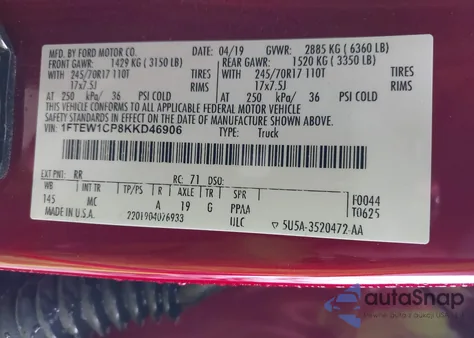 MFD. BY FORD MOTOR CO. 04/19 GVWR: 2885 KG ( 6360 LB)
FRONT GAWR: 1429 KG ( 3150 LB) REAR GAWR: 1520 KG ( 3350 LB)
WITH 245/70R17 110T TIRES WITH 245/70R17 110T TIRES
17x7.5J RIMS 17x7.5J RIMS
AT 250 kPa/ 36 PSI COLD AT 250 kPa/ 36 PSI COLD
THIS VEHICLE CONFORMS TO ALL APPLICABLE FEDERAL MOTOR VEHICLE
SAFETY STANDARDS IN EFFECT ON THE DATE OF MANUFACTURE SHOWN ABOVE.
VIN: 1FTEW1CP8KKD46906 TYPE: Truck
EXT PNT: RR RC: 71 DSO:
WB INT TR TP/PS R AXLE TR SPR F0044
145 MC A 19 G PPAA T0625
MADE IN U.S.A. 2201904076933 ULC 5U5A-3520472-AA
autoSnap